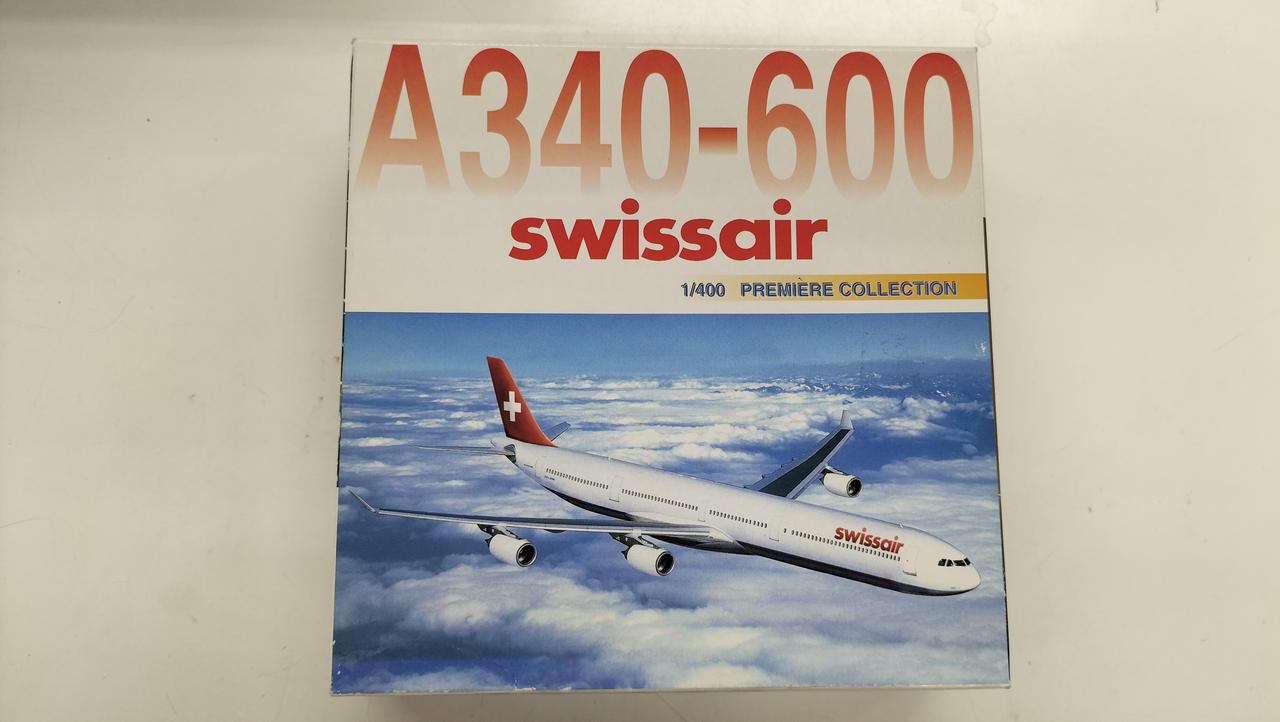 A340-600
swissair
1/400 PREMIÈRE COLLECTION
swissair